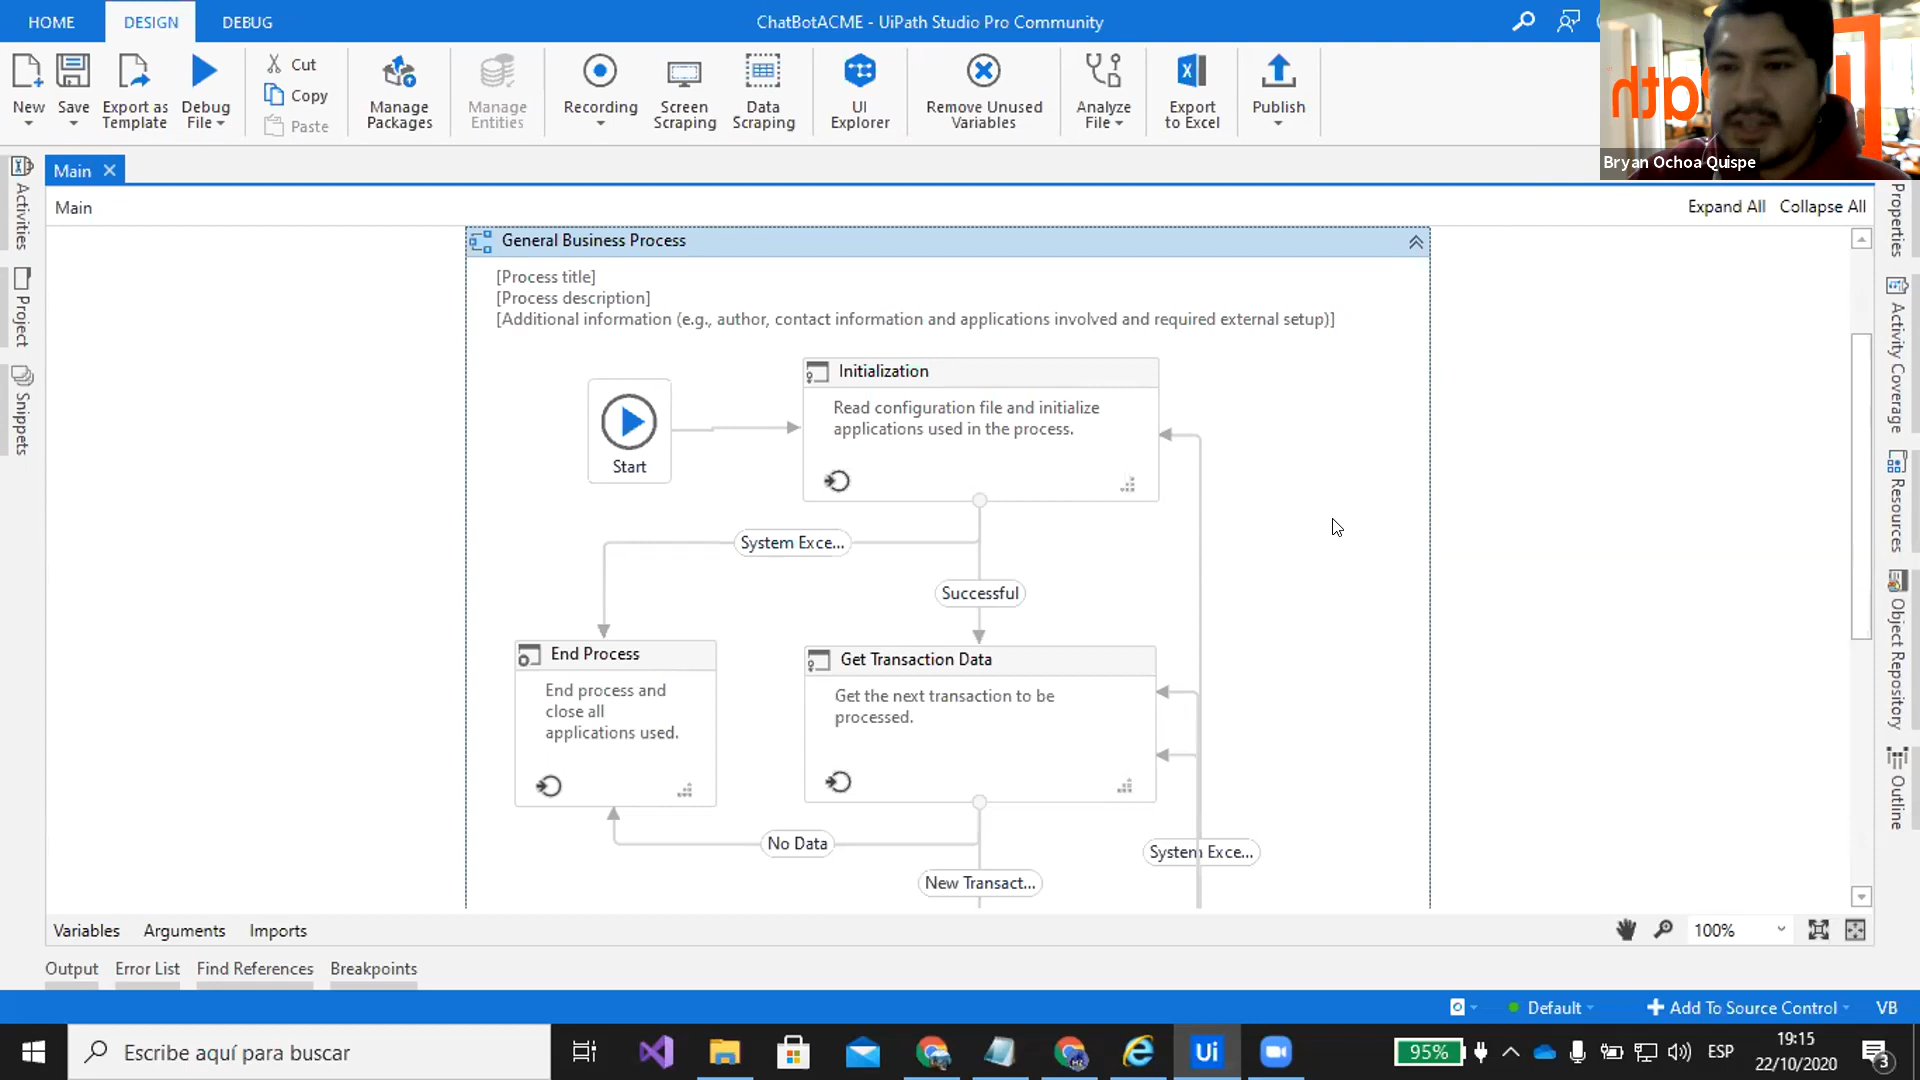 HOME
DESIGN
DEBUG
ChatBotACME - UiPath Studio Pro Community
New
Save
Export as
Template
Debug
File
Cut
Copy
Paste
Manage
Packages
Manage
Entities
Recording
Screen
Scraping
Data
Scraping
UI
Explorer
Remove Unused
Variables
Analyze
File
Export
to Excel
Publish
Bryan Ochoa Quispe
Main
Main
Expand All
Collapse All
Activities
Project
Snippets
General Business Process
[Process title]
[Process description]
[Additional information (e.g., author, contact information and applications involved and required external setup)]
Start
Initialization
Read configuration file and initialize
applications used in the process.
System Exce...
Successful
End Process
End process and
close all
applications used.
Get Transaction Data
Get the next transaction to be
processed.
No Data
New Transact...
System Exce...
Properties
Activity Coverage
Resources
Object Repository
Outline
Variables
Arguments
Imports
100%
Output
Error List
Find References
Breakpoints
Default
Add To Source Control
VB
Escribe aquí para buscar
Ui
95%
ESP
19:15
22/10/2020
3